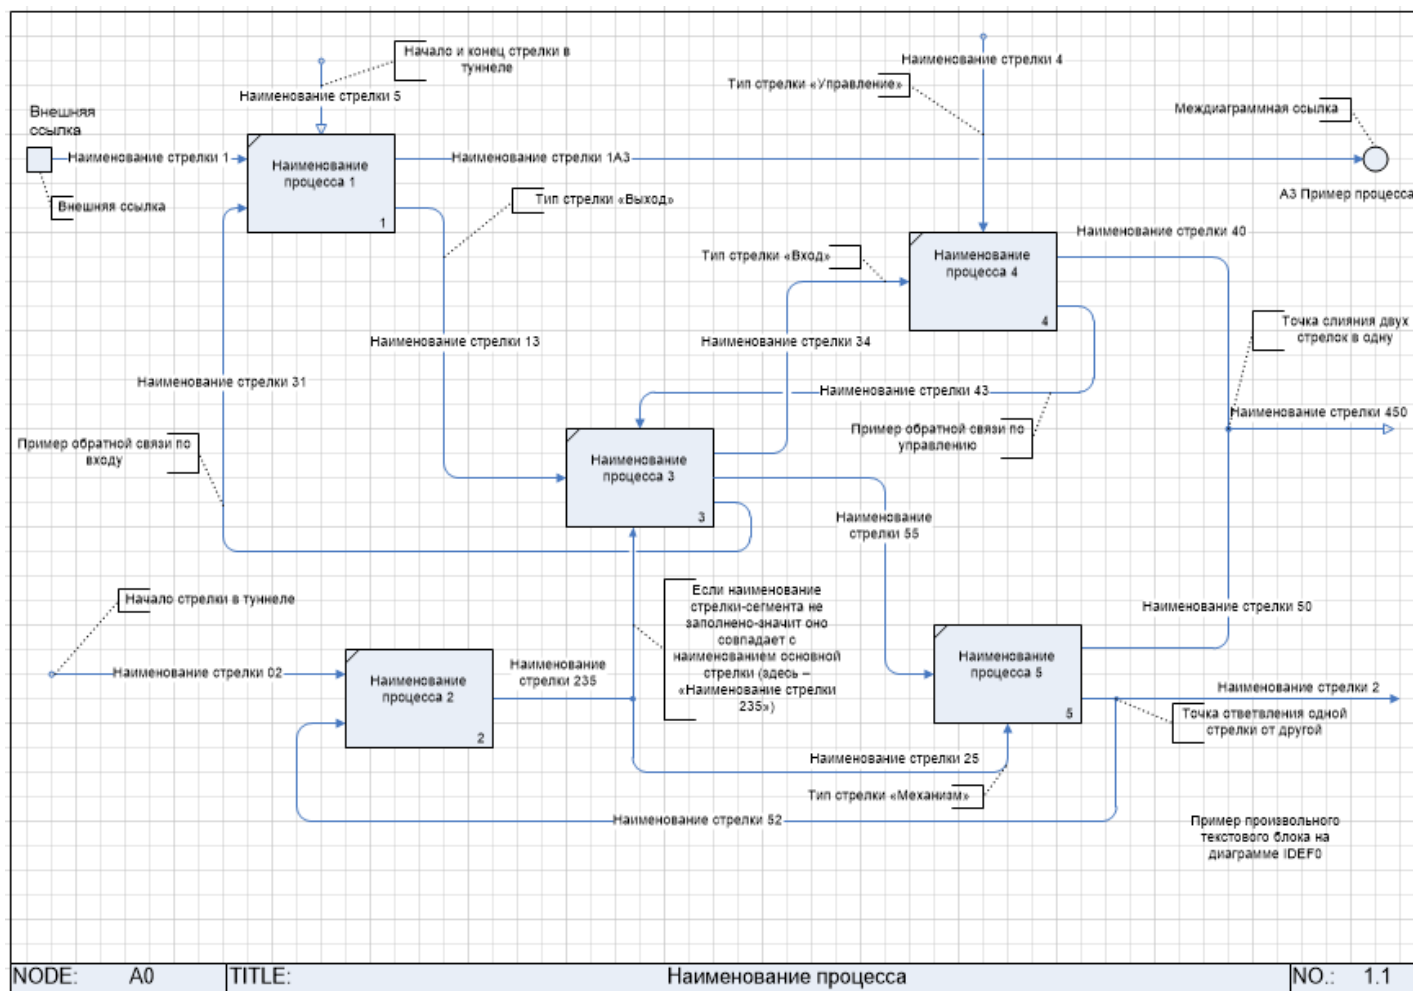 Начало и конец стрелки в
туннеле
Наименование стрелки 4
Тип стрелки «Управление»
Наименование стрелки 5
Междиаграммная ссылка
Внешняя
ссылка
Наименование стрелки 1
Наименование
процесса 1
1
Наименование стрелки 1А3
А3 Пример процесса
Внешняя ссылка
Тип стрелки «Выход»
Наименование стрелки 40
Тип стрелки «Вход»
Наименование
процесса 4
4
Точка слияния двух
стрелок в одну
Наименование стрелки 13
Наименование стрелки 34
Наименование стрелки 31
Наименование стрелки 43
Наименование стрелки 450
Пример обратной связи по
входу
Пример обратной связи по
управлению
Наименование
процесса 3
3
Наименование
стрелки 55
Начало стрелки в туннеле
Если наименование
стрелки-сегмента не
заполнено-значит оно
совпадает с
наименованием основной
стрелки (здесь –
«Наименование стрелки
235»)
Наименование стрелки 50
Наименование стрелки 02
Наименование
процесса 2
2
Наименование
стрелки 235
Наименование
процесса 5
5
Наименование стрелки 2
Точка ответвления одной
стрелки от другой
Наименование стрелки 25
Тип стрелки «Механизм»
Наименование стрелки 52
Пример произвольного
текстового блока на
диаграмме IDEF0
NODE: A0 TITLE: Наименование процесса NO.: 1.1